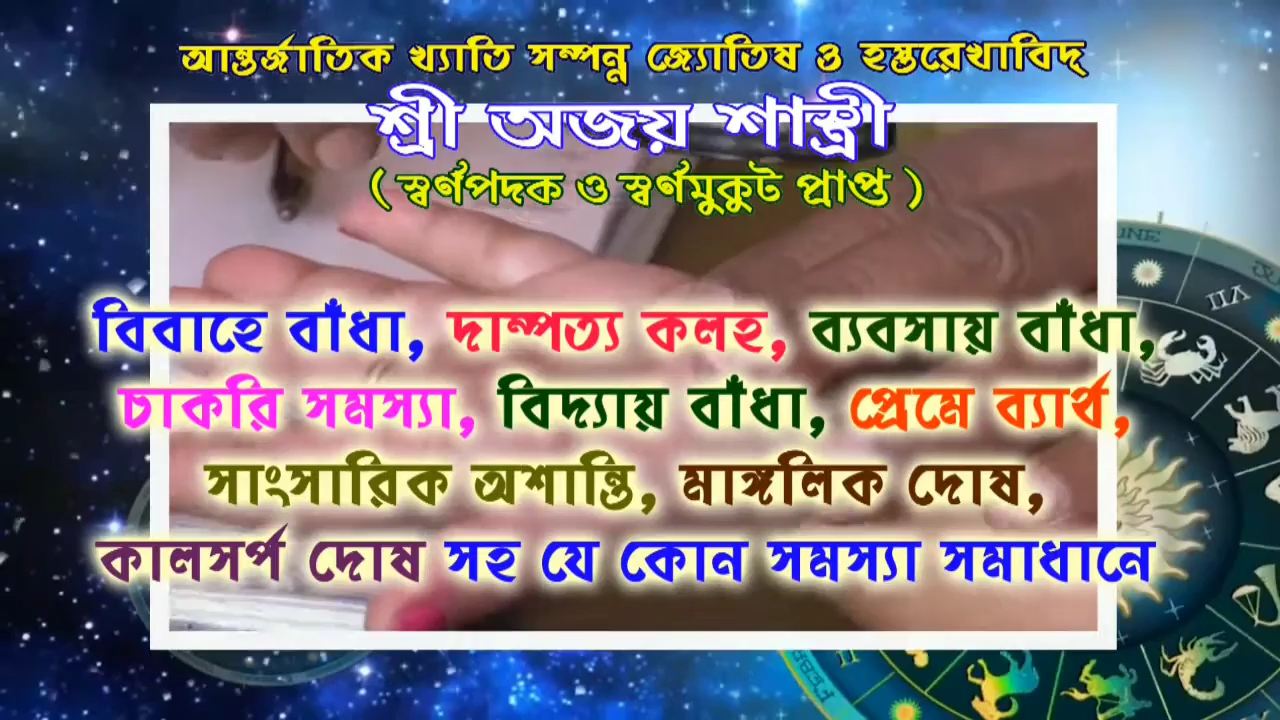 আন্তর্জাতিক খ্যাতি সম্পন্ন জ্যোতিষ ও হস্তরেখাবিদ্
শ্রী অজয় শাস্ত্রী
( স্বর্ণপদক ও স্বর্ণমুকুট প্রাপ্ত )
বিবাহে বাঁধা, দাম্পত্য কলহ, ব্যবসায় বাঁধা,
চাকরি সমস্যা, বিদ্যায় বাঁধা, প্রেমে ব্যার্থ,
সাংসারিক অশান্তি, মাঙ্গলিক দোষ,
কালসর্প দোষ সহ যে কোন সমস্যা সমাধানে
VII